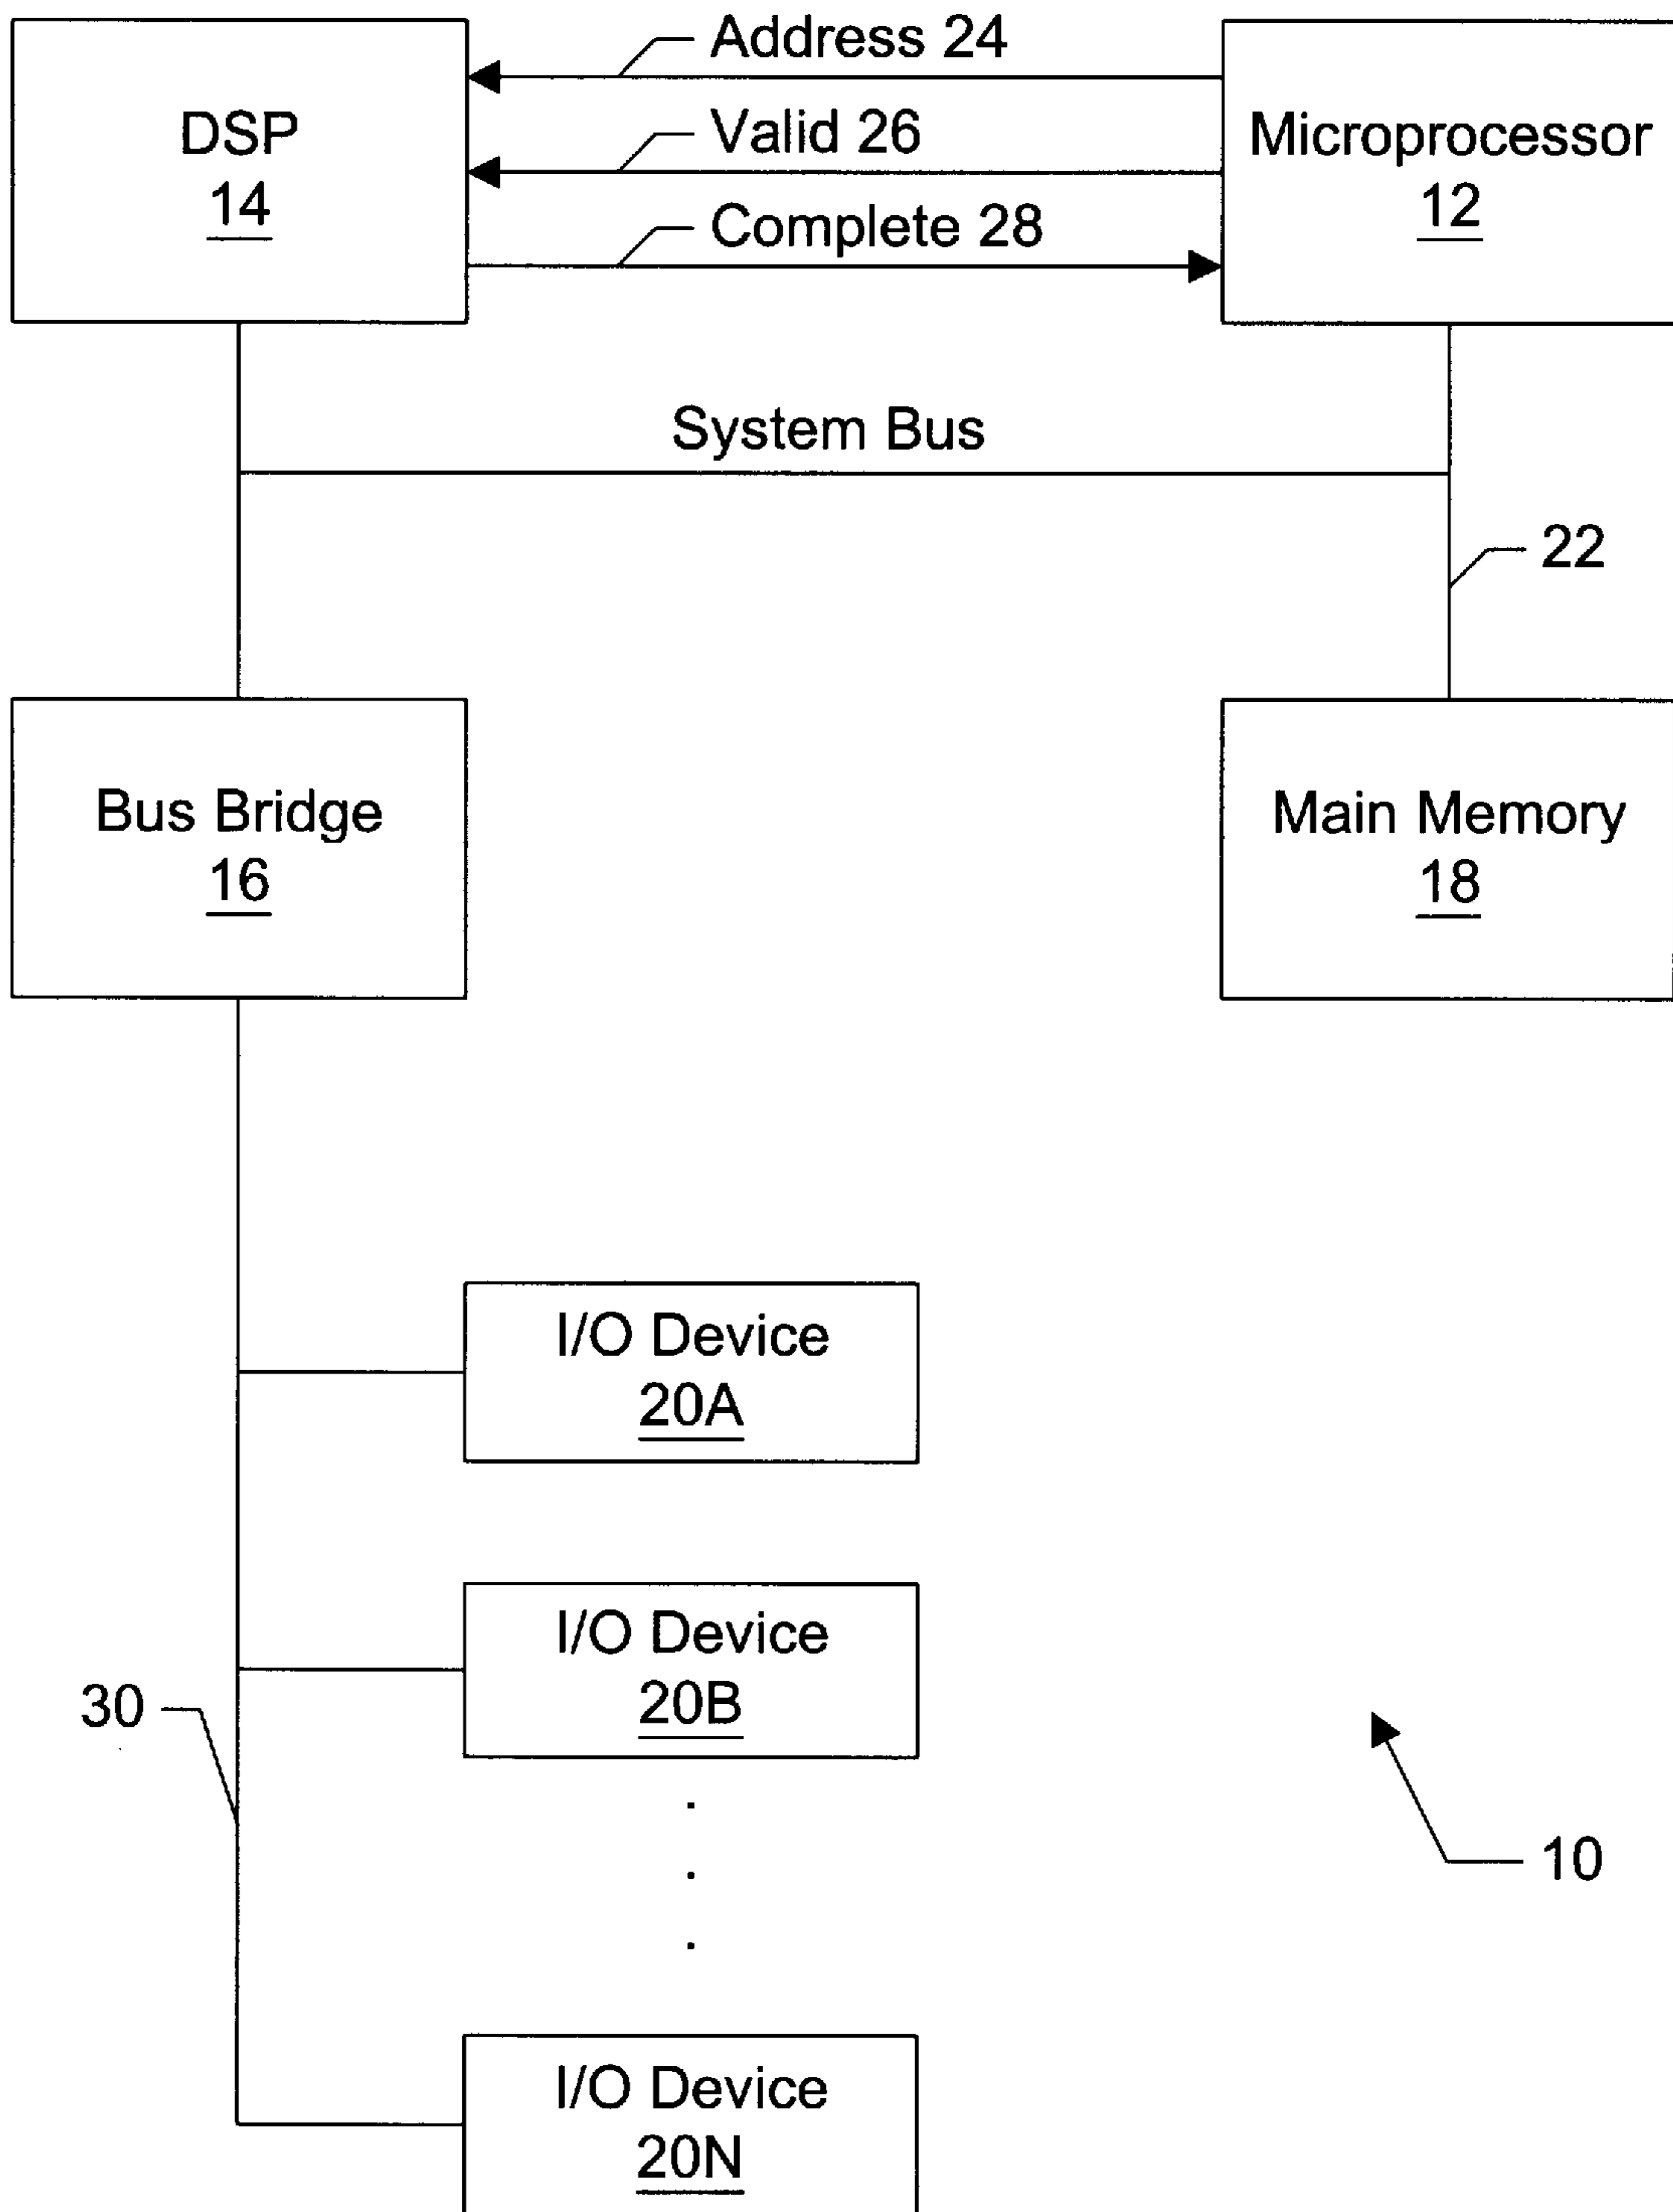 Address 24
DSP
14
Valid 26
Microprocessor
12
Complete 28
System Bus
22
Bus Bridge
16
Main Memory
18
I/O Device
20A
I/O Device
20B
30
.
.
.
10
I/O Device
20N